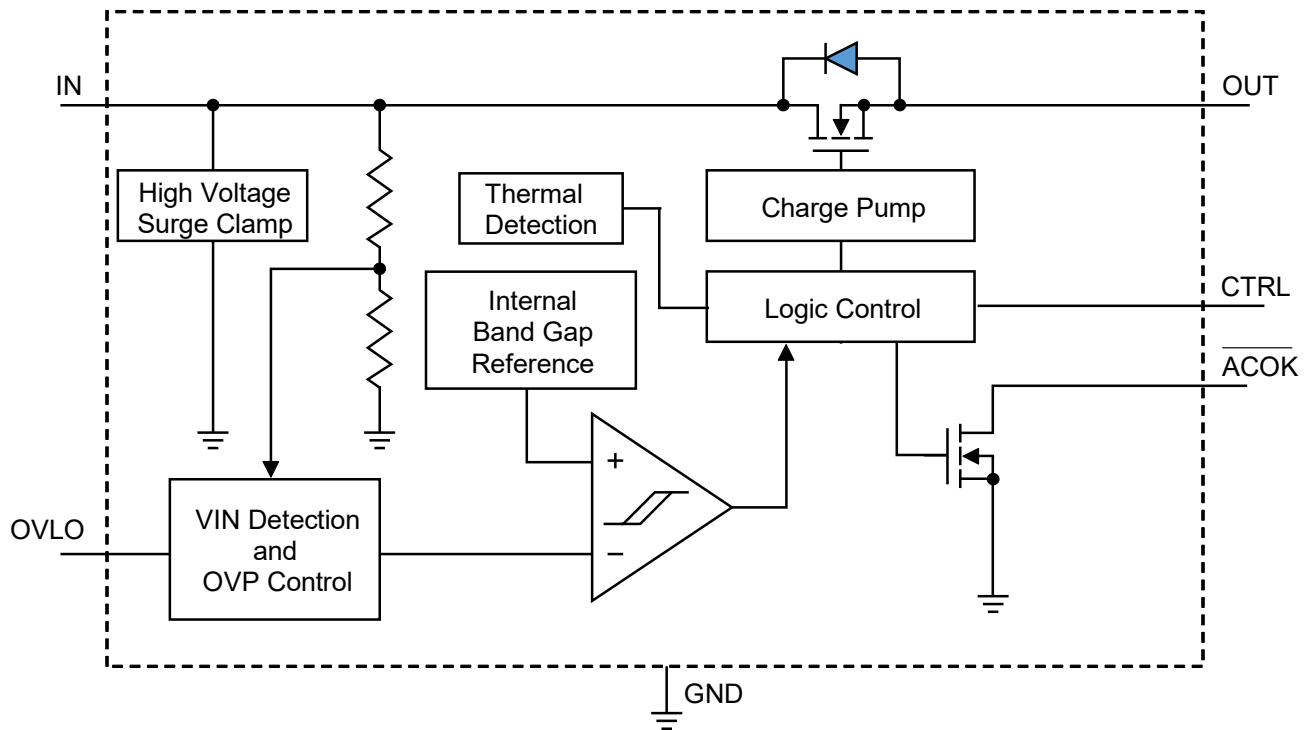 IN
OUT
High Voltage
Surge Clamp
Thermal
Detection
Charge Pump
Internal
Band Gap
Reference
Logic Control
CTRL
ACOK
+
OVLO
VIN Detection
and
OVP Control
−
GND